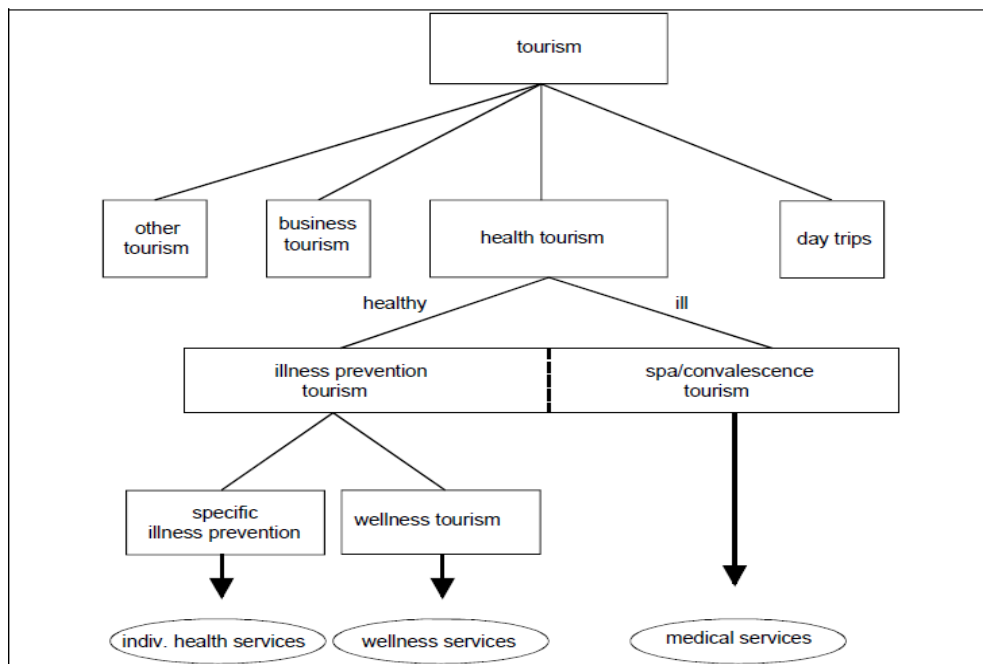 tourism
other
tourism
business
tourism
health tourism
day trips
healthy
ill
illness prevention
tourism
spa/convalescence
tourism
specific
illness prevention
wellness tourism
indiv. health services
wellness services
medical services